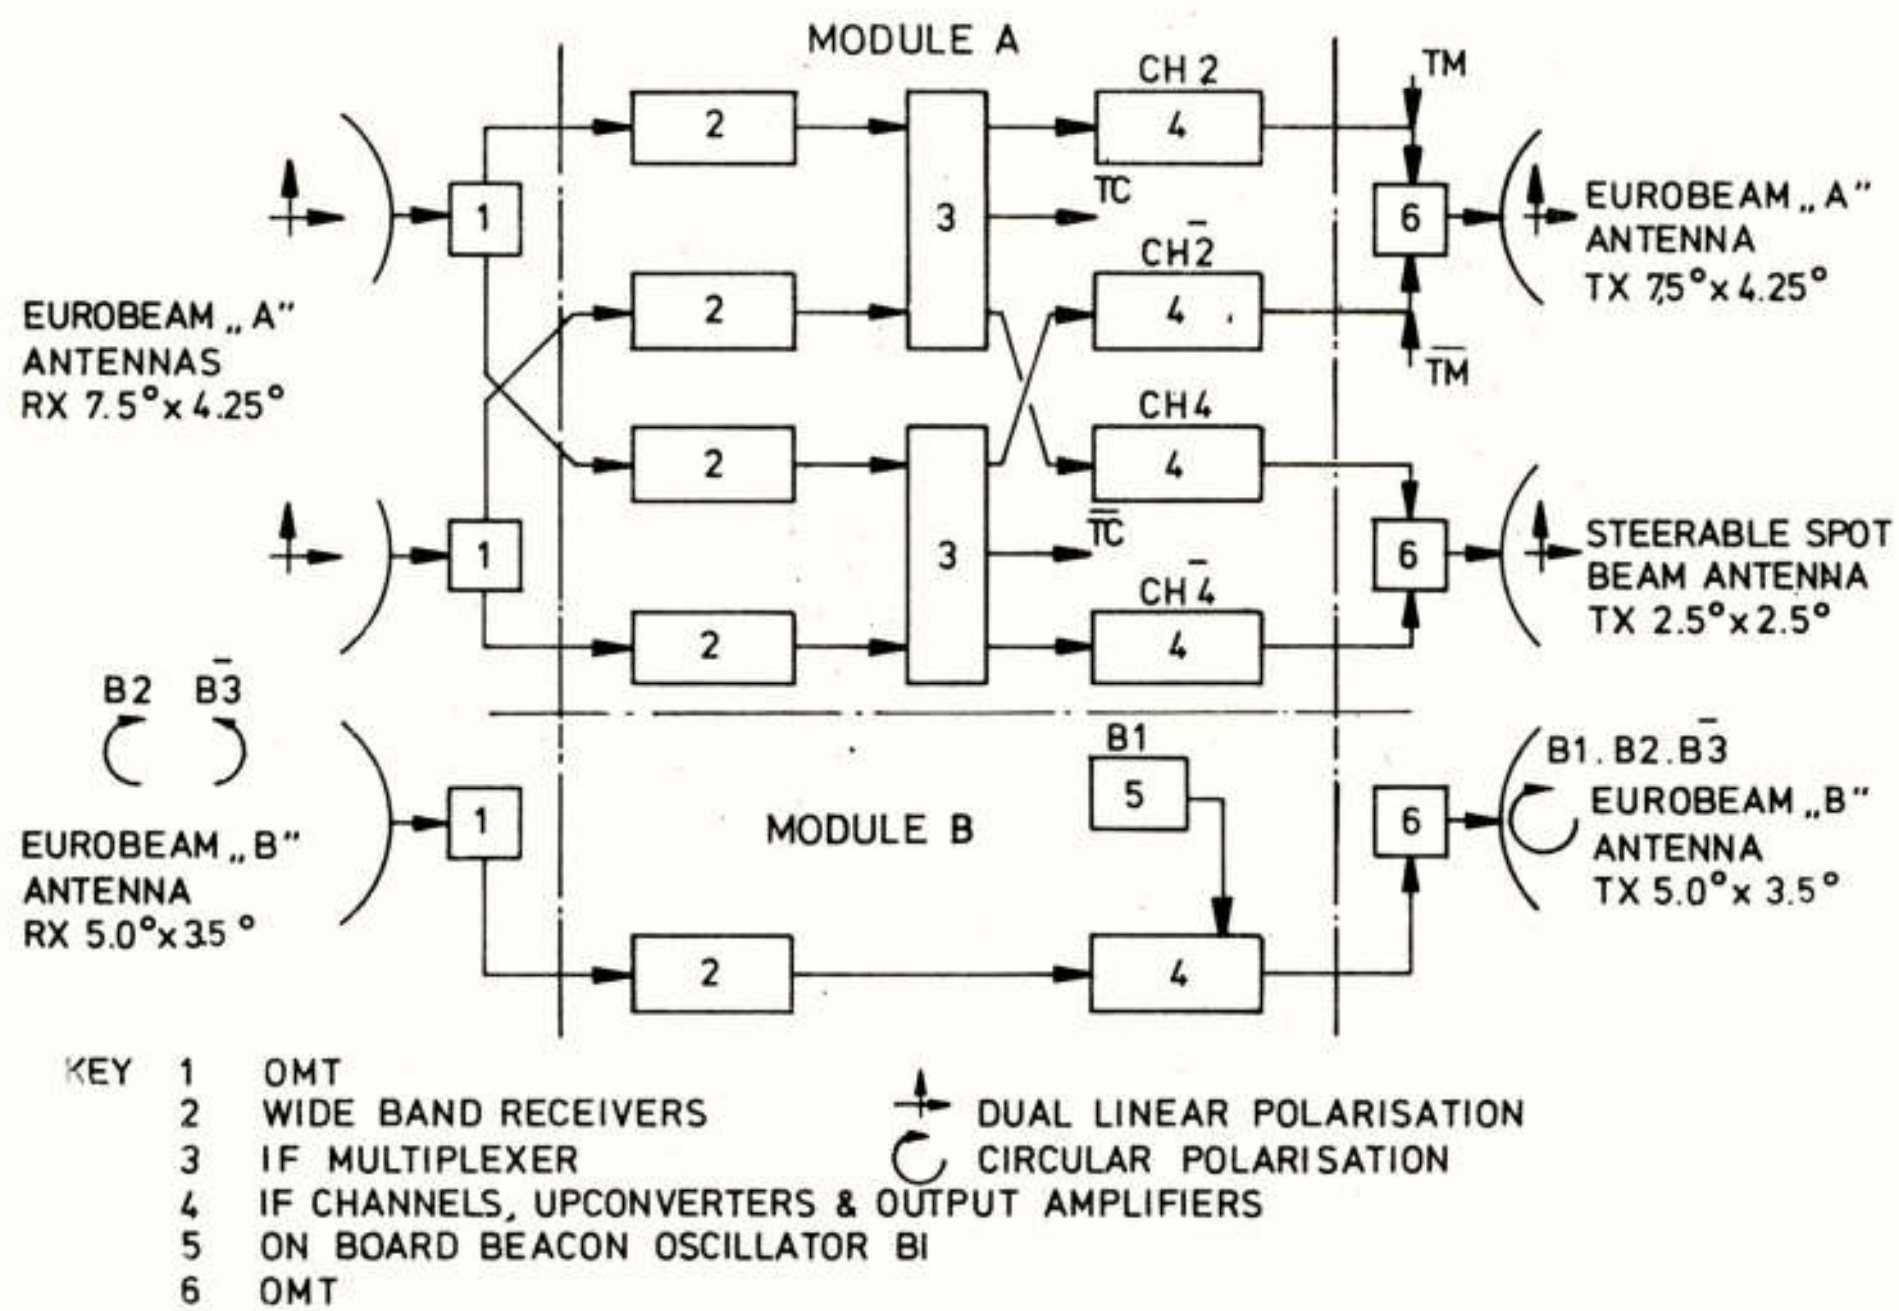 MODULE A
CH 2
TM
2
3
4
TC
1
6
EUROBEAM „A"
ANTENNA
TX 7,5° x 4.25°
CH2̅
2
4
T̅M̅
EUROBEAM „A"
ANTENNAS
RX 7.5° x 4.25°
CH4
2
4
T̅C̅
1
3
6
STEERABLE SPOT
BEAM ANTENNA
TX 2.5° x 2.5°
CH4̅
2
4
B2 B3̅
B1
5
B1. B2. B3̅
1
MODULE B
6
EUROBEAM „B"
ANTENNA
TX 5.0° x 3.5°
EUROBEAM „B"
ANTENNA
RX 5.0° x 3.5°
2
4
KEY 1 OMT
2 WIDE BAND RECEIVERS
3 IF MULTIPLEXER
4 IF CHANNELS, UPCONVERTERS & OUTPUT AMPLIFIERS
5 ON BOARD BEACON OSCILLATOR B1
6 OMT
DUAL LINEAR POLARISATION
CIRCULAR POLARISATION